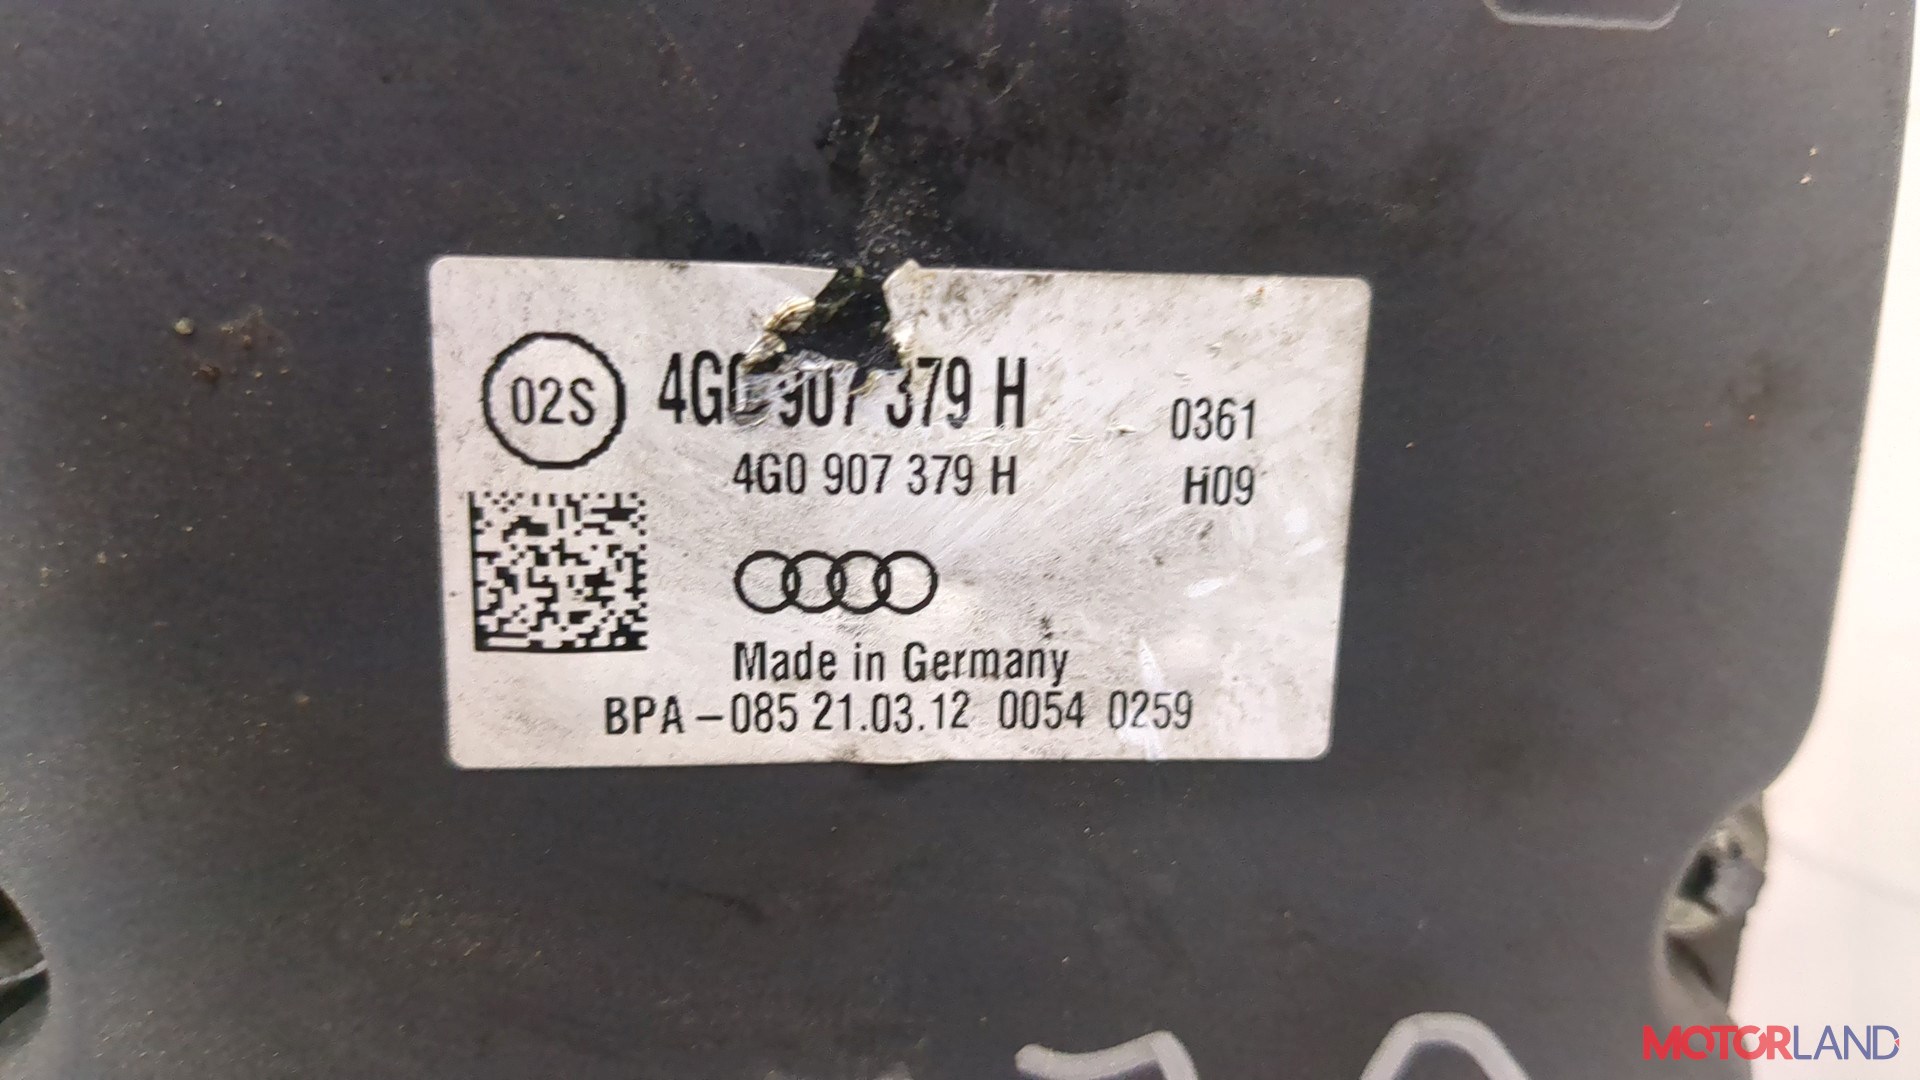 02S
4G0 907 379 H
0361
4G0 907 379 H
H09
Made in Germany
BPA-085 21.03.12 0054 0259
MOTORLAND